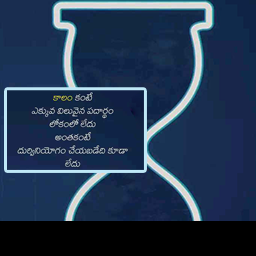 కాలం కంటే
ఎక్కువ విలువైన పదార్థం
లోకంలో లేదు
అంతకంటే
దుర్వినియోగం చేయబడేది కూడా
లేదు